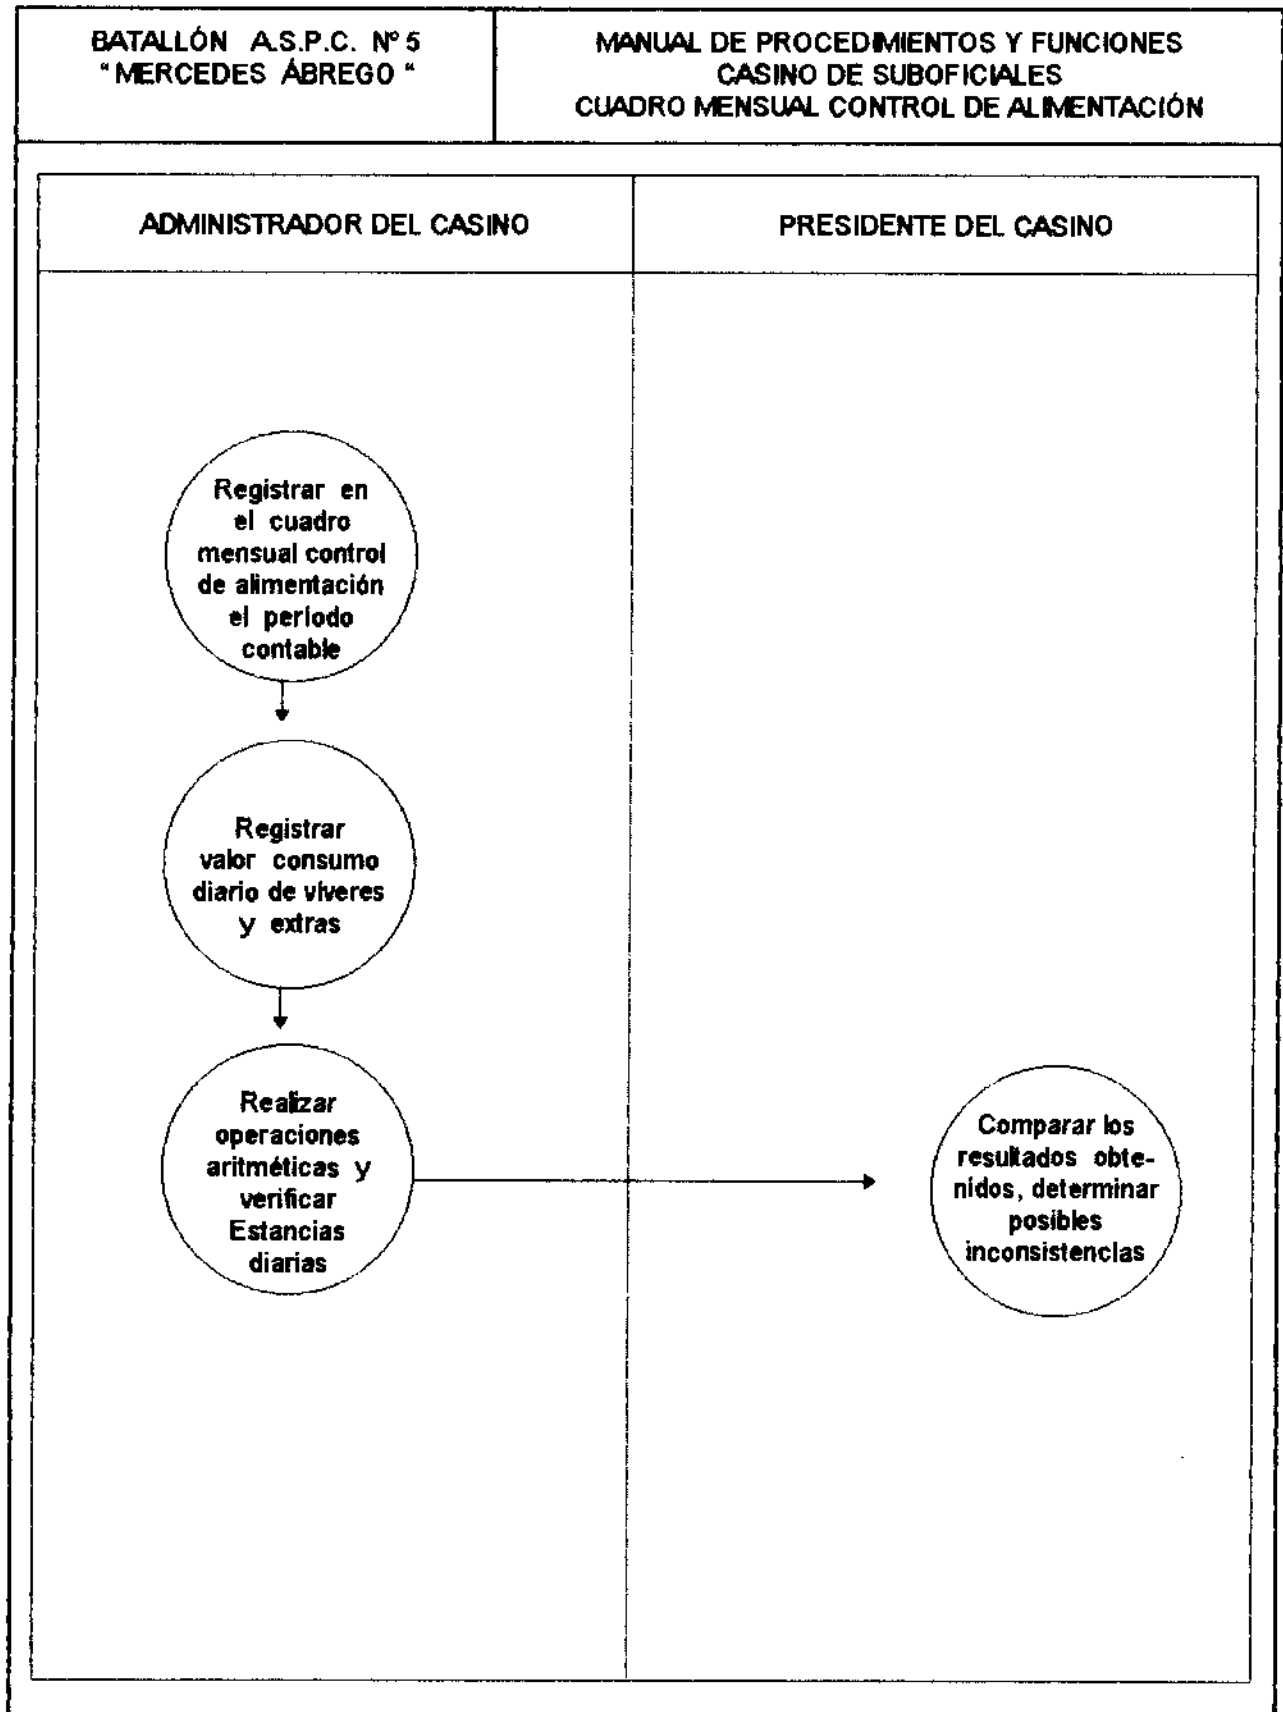 BATALLÓN A.S.P.C. Nº 5
“ MERCEDES ÁBREGO “
MANUAL DE PROCEDIMIENTOS Y FUNCIONES
CASINO DE SUBOFICIALES
CUADRO MENSUAL CONTROL DE ALIMENTACIÓN
ADMINISTRADOR DEL CASINO
PRESIDENTE DEL CASINO
Registrar en
el cuadro
mensual control
de alimentación
el período
contable
Registrar
valor consumo
diario de víveres
y extras
Realizar
operaciones
aritméticas y
verificar
Estancias
diarias
Comparar los
resultados obte-
nidos, determinar
posibles
inconsistencias